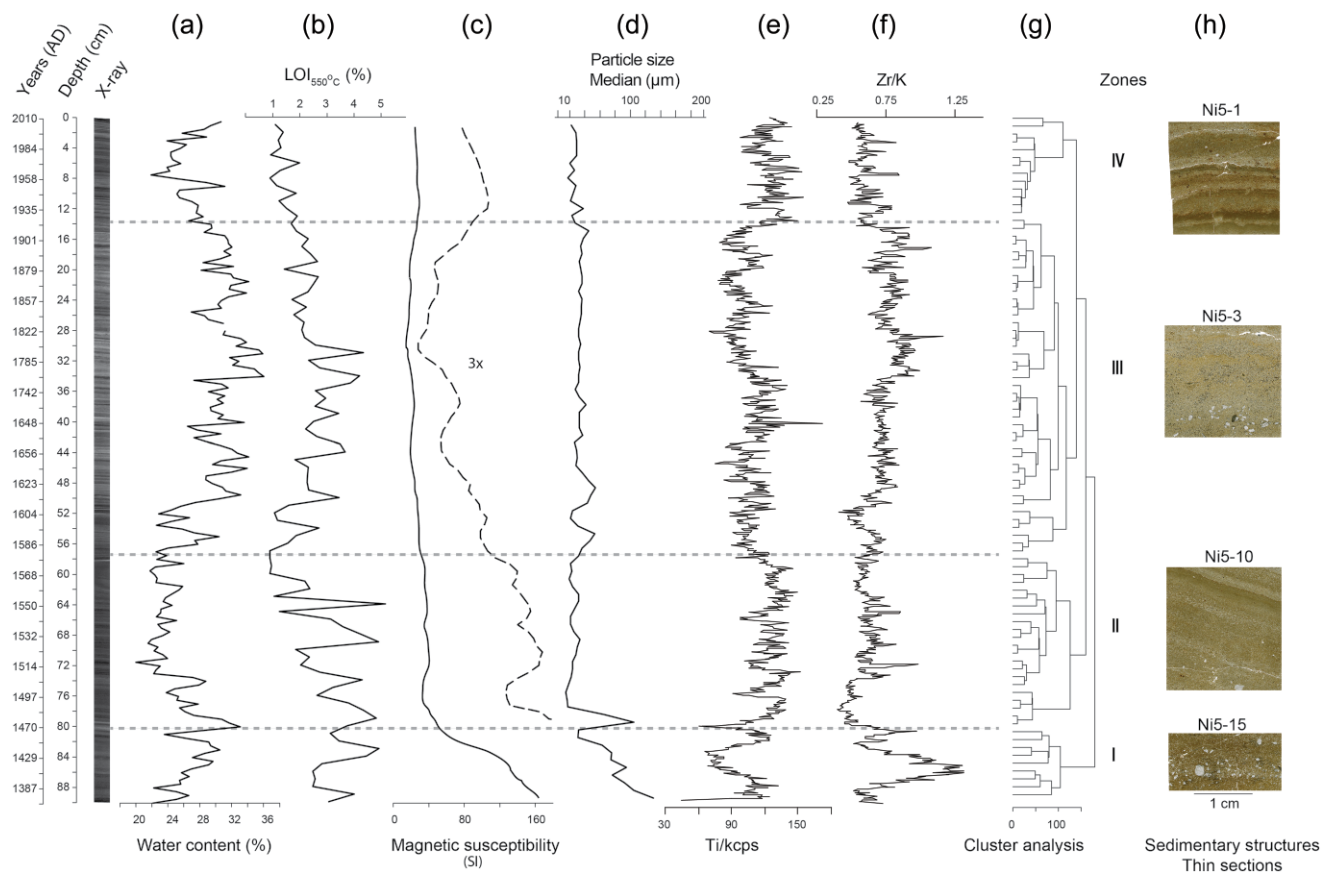 (a) (b) (c) (d) (e) (f) (g) (h)
Years (AD)
Depth (cm)
X-ray
LOI550°C (%)
1 2 3 4 5
Particle size
Median (µm)
10 100 200
Zr/K
0.25 0.75 1.25
Zones
2010
1984
1958
1935
1901
1879
1857
1822
1785
1742
1648
1656
1623
1604
1586
1568
1550
1532
1514
1497
1470
1429
1387
0
4
8
12
16
20
24
28
32
36
40
44
48
52
56
60
64
68
72
76
80
84
88
3x
IV
III
II
I
Ni5-1
Ni5-3
Ni5-10
Ni5-15
1 cm
20 24 28 32 36
Water content (%)
0 40 80 160
Magnetic susceptibility
(SI)
30 90 150
Ti/kcps
0 100
Cluster analysis
Sedimentary structures
Thin sections